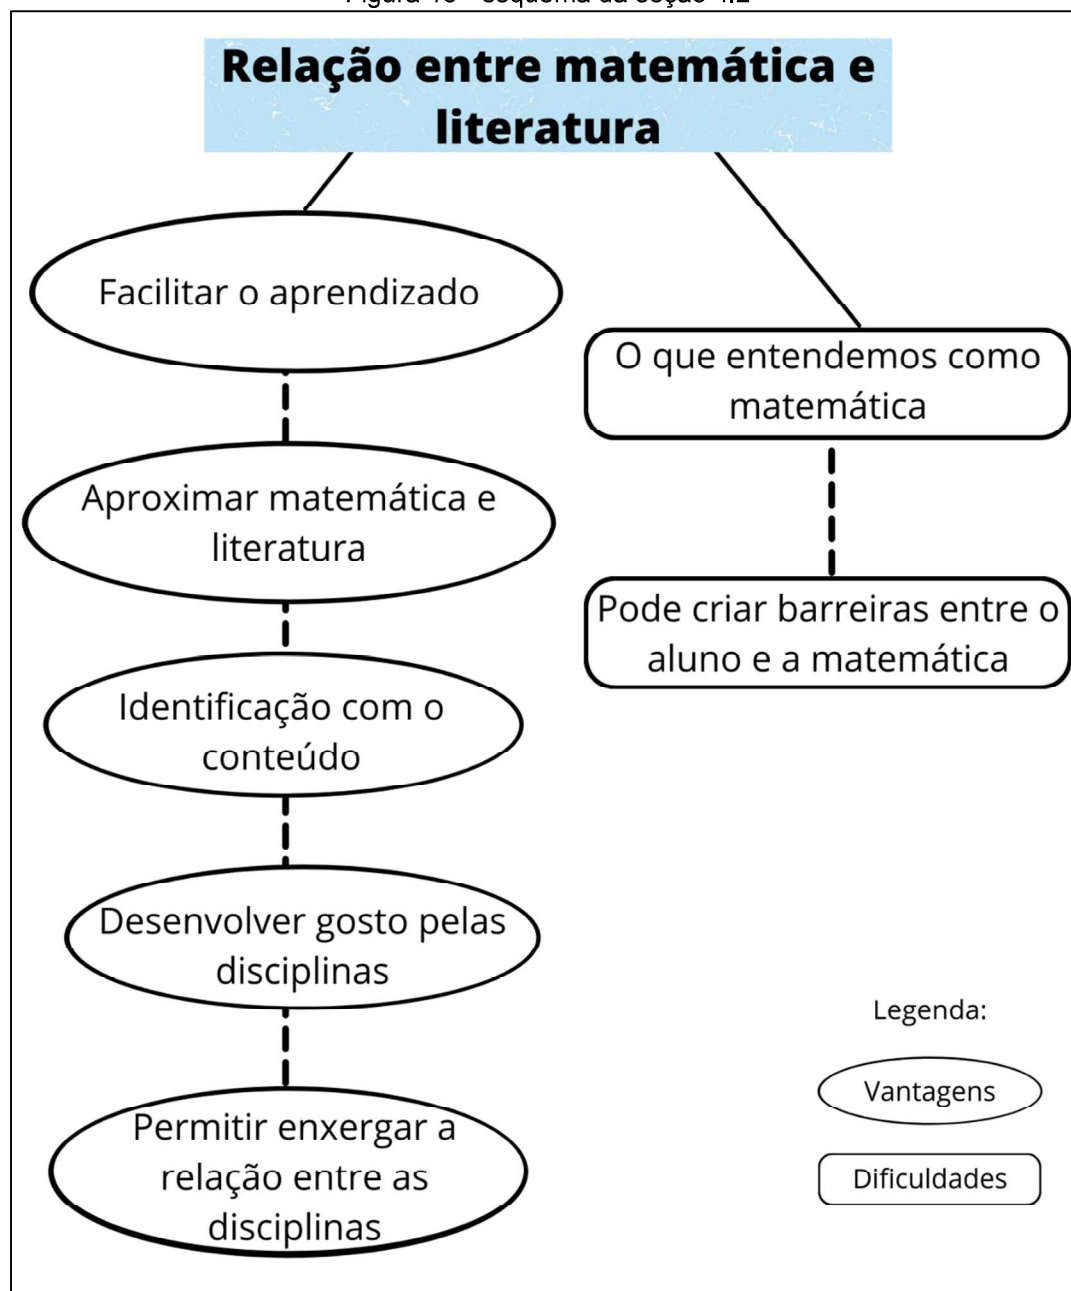 Relação entre matemática e
literatura
Facilitar o aprendizado
O que entendemos como
matemática
Aproximar matemática e
literatura
Pode criar barreiras entre o
aluno e a matemática
Identificação com o
conteúdo
Desenvolver gosto pelas
disciplinas
Legenda:
Vantagens
Dificuldades
Permitir enxergar a
relação entre as
disciplinas